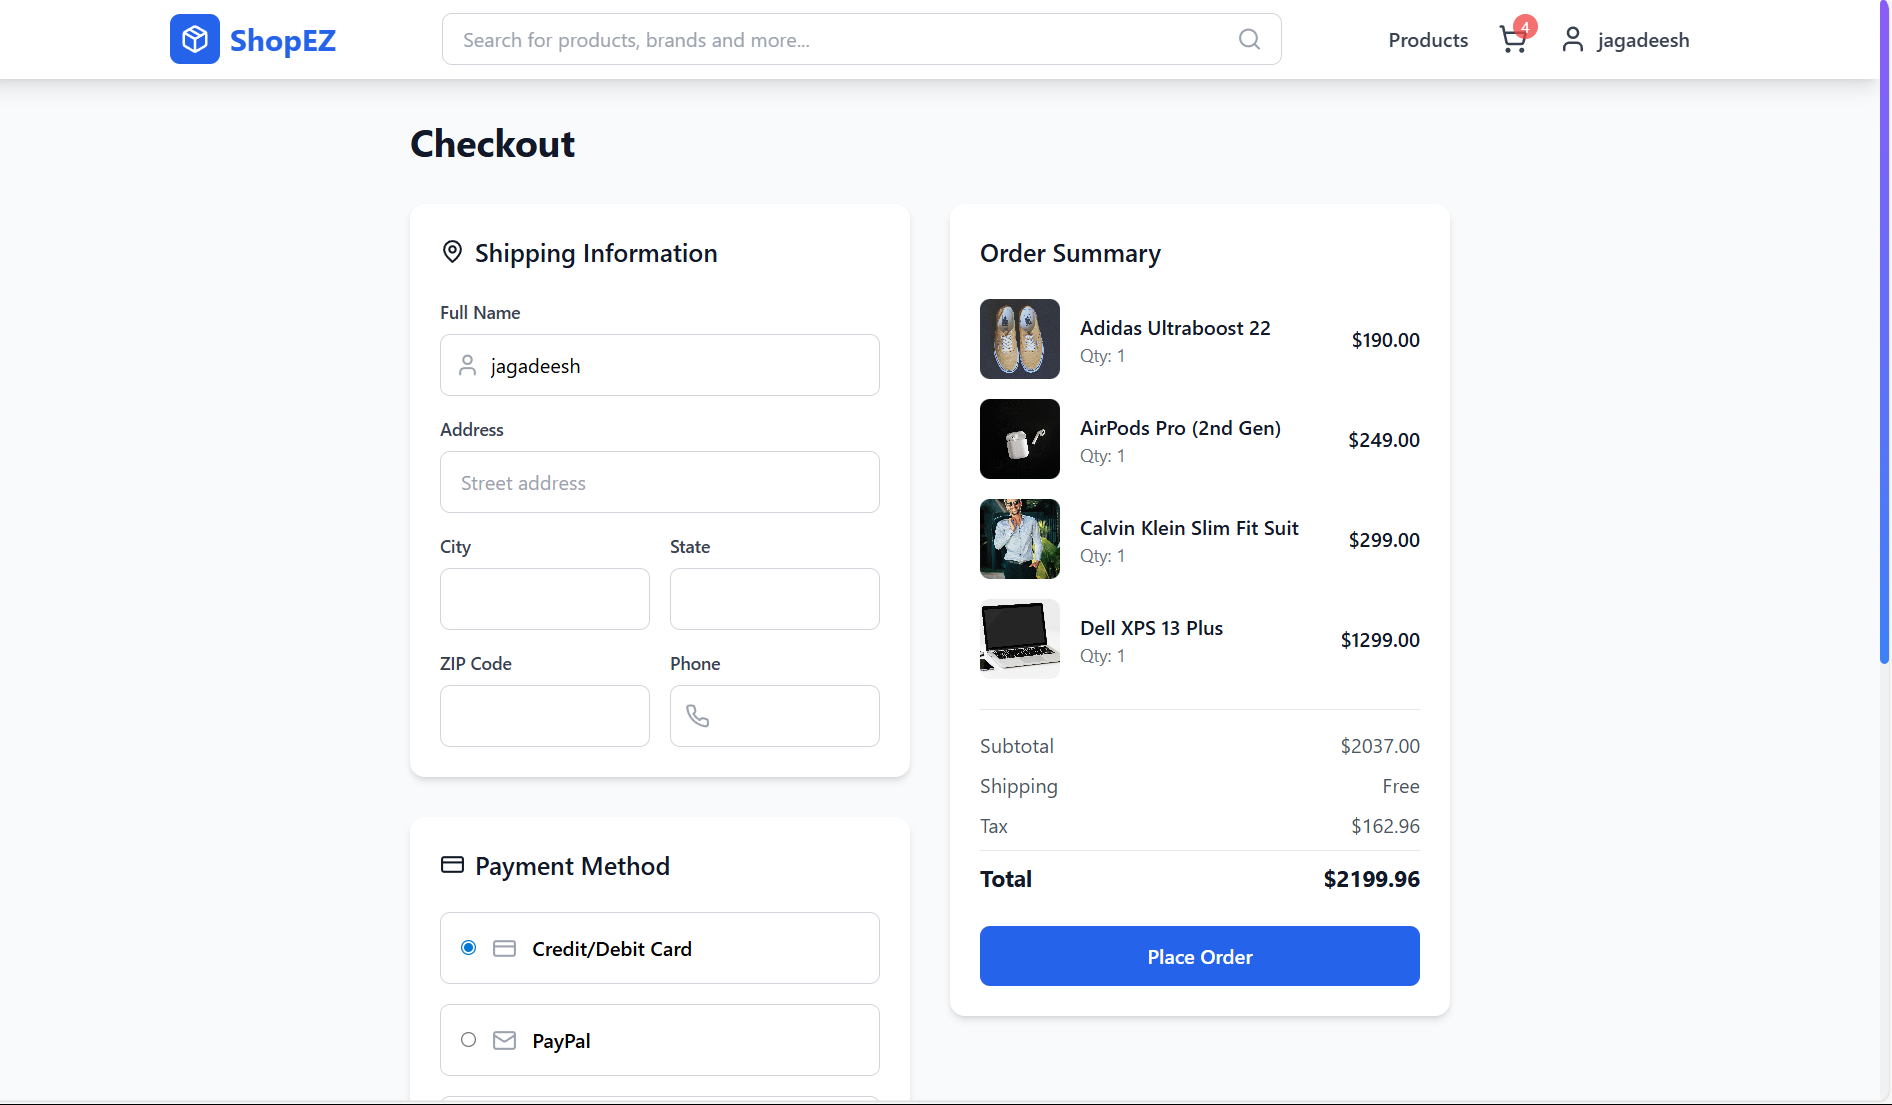 ShopEZ
Search for products, brands and more...
Products
4
jagadeesh
Checkout
Shipping Information
Full Name
jagadeesh
Address
Street address
City
State
ZIP Code
Phone
Payment Method
Credit/Debit Card
PayPal
Order Summary
Adidas Ultraboost 22
Qty: 1
$190.00
AirPods Pro (2nd Gen)
Qty: 1
$249.00
Calvin Klein Slim Fit Suit
Qty: 1
$299.00
Dell XPS 13 Plus
Qty: 1
$1299.00
Subtotal
$2037.00
Shipping
Free
Tax
$162.96
Total
$2199.96
Place Order